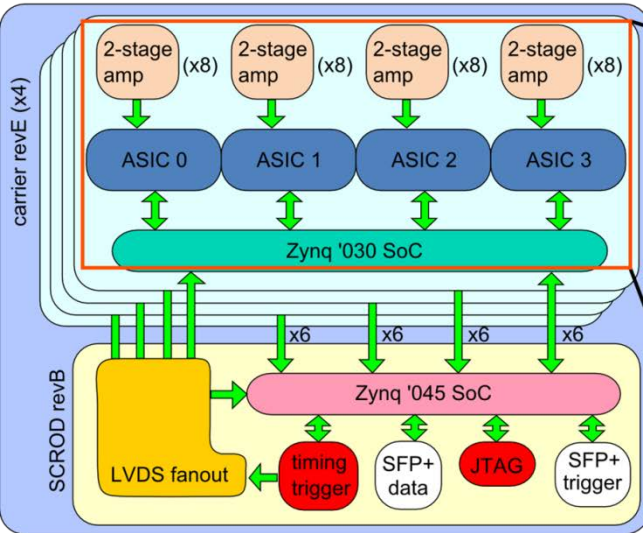 2-stage amp (x8)
2-stage amp (x8)
2-stage amp (x8)
2-stage amp (x8)
carrier revE (x4)
ASIC 0
ASIC 1
ASIC 2
ASIC 3
Zynq '030 SoC
x6
x6
x6
x6
SCROD revB
Zynq '045 SoC
LVDS fanout
timing trigger
SFP+ data
JTAG
SFP+ trigger